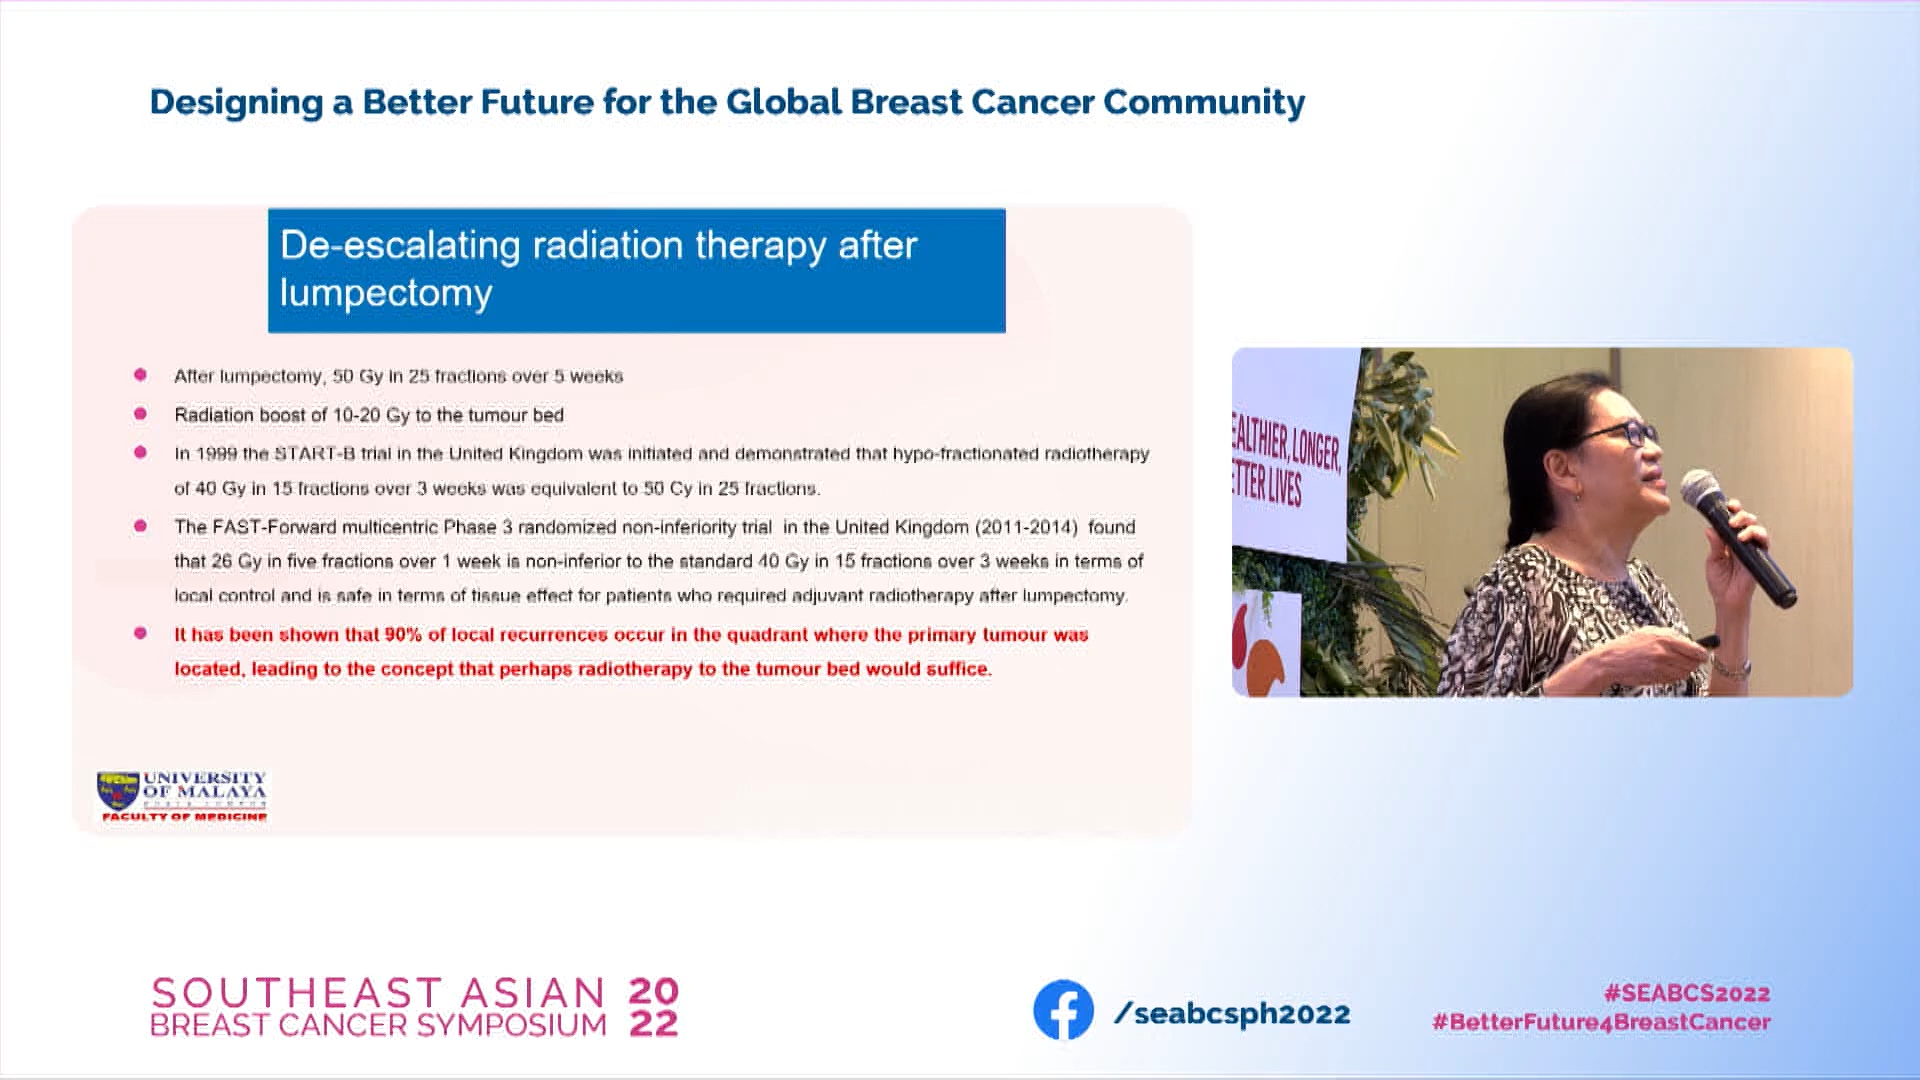 Designing a Better Future for the Global Breast Cancer Community
De-escalating radiation therapy after
lumpectomy
After lumpectomy, 50 Gy in 25 fractions over 5 weeks
Radiation boost of 10-20 Gy to the tumour bed
In 1999 the START-B trial in the United Kingdom was initiated and demonstrated that hypo-fractionated radiotherapy
of 40 Gy in 15 fractions over 3 weeks was equivalent to 50 Cy in 25 fractions.
The FAST-Forward multicentric Phase 3 randomized non-inferiority trial in the United Kingdom (2011-2014) found
that 26 Gy in five fractions over 1 week is non-inferior to the standard 40 Gy in 15 fractions over 3 weeks in terms of
local control and is safe in terms of tissue effect for patients who required adjuvant radiotherapy after lumpectomy.
It has been shown that 90% of local recurrences occur in the quadrant where the primary tumour was
located, leading to the concept that perhaps radiotherapy to the tumour bed would suffice.
UNIVERSITY
OF MALAYA
FACULTY OF MEDICINE
EALTHIER, LONGER,
ETTER LIVES
SOUTHEAST ASIAN 20
BREAST CANCER SYMPOSIUM 22
/seabcsph2022
#SEABCS2022
#BetterFuture4BreastCancer